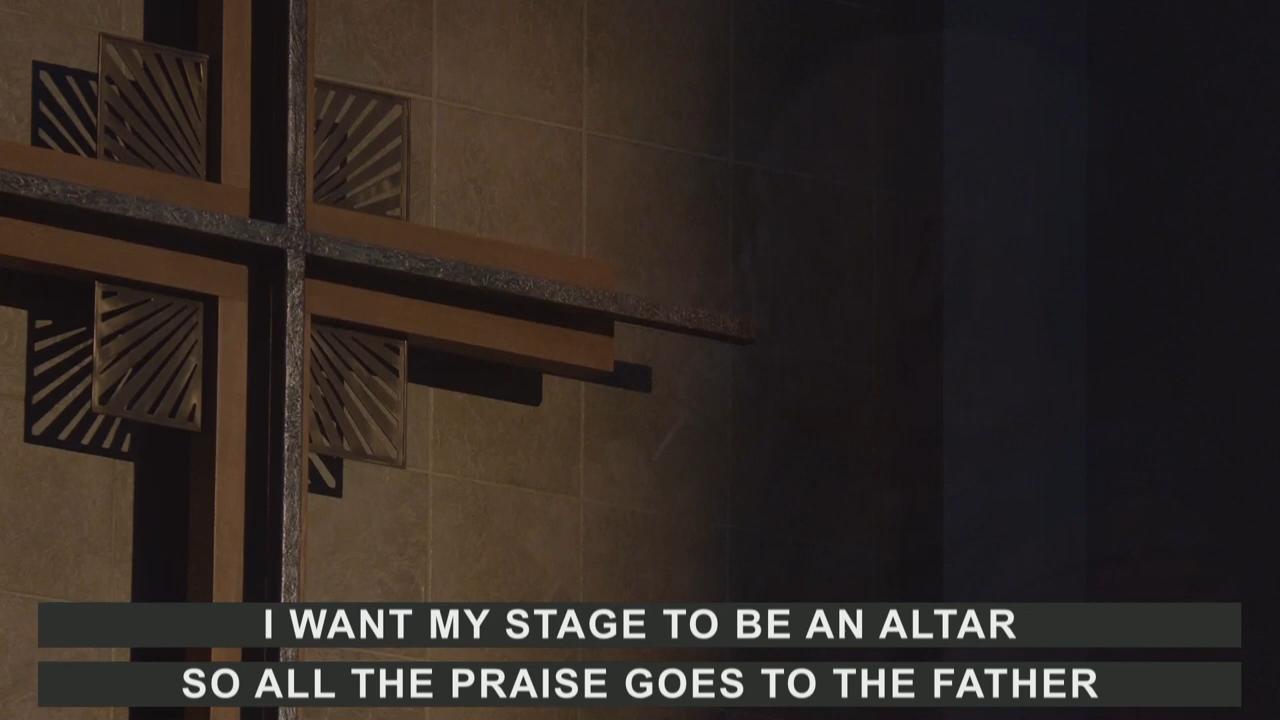 I WANT MY STAGE TO BE AN ALTAR
SO ALL THE PRAISE GOES TO THE FATHER